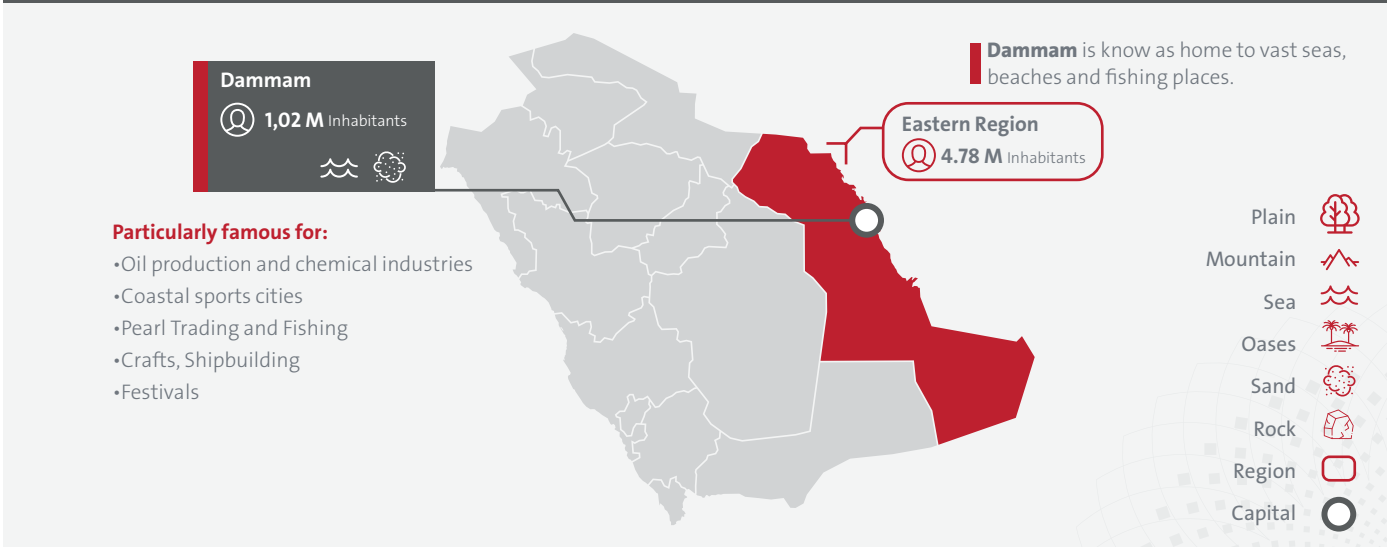 Dammam is know as home to vast seas,
beaches and fishing places.
Dammam
1,02 M Inhabitants
Eastern Region
4.78 M Inhabitants
Particularly famous for:
•Oil production and chemical industries
•Coastal sports cities
•Pearl Trading and Fishing
•Crafts, Shipbuilding
•Festivals
Plain
Mountain
Sea
Oases
Sand
Rock
Region
Capital